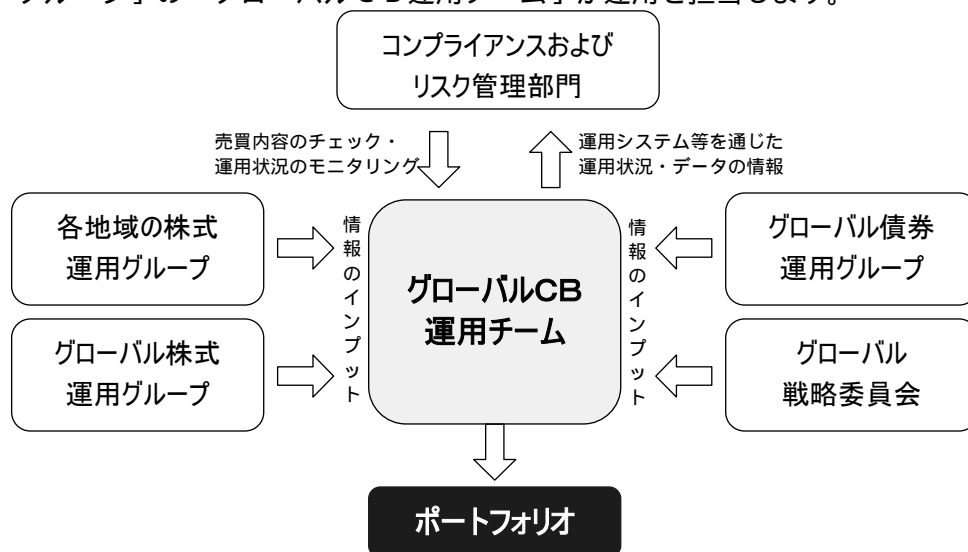 コンプライアンスおよび
リスク管理部門
売買内容のチェック・
運用状況のモニタリング
運用システム等を通じた
運用状況・データの情報
各地域の株式
運用グループ
グローバル株式
運用グループ
情報のインプット
グローバルCB
運用チーム
情報のインプット
グローバル債券
運用グループ
グローバル
戦略委員会
ポートフォリオ